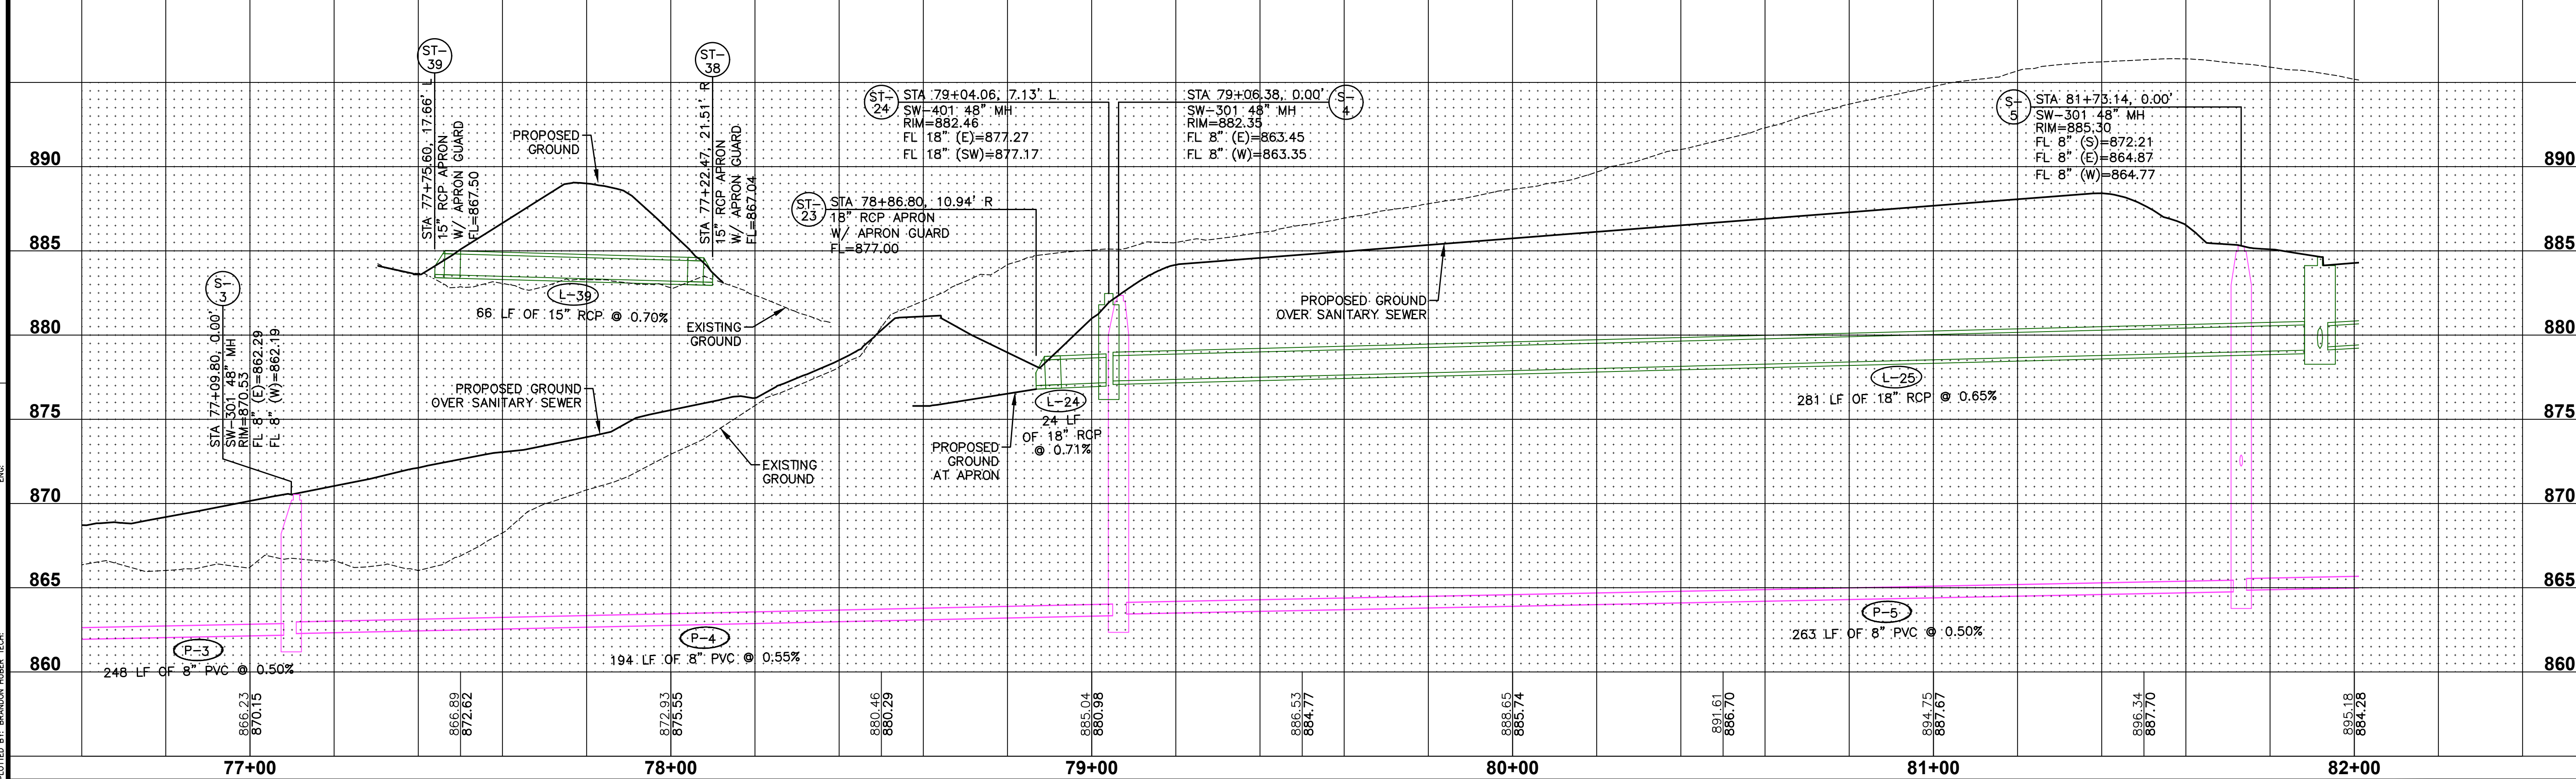 ST-
39
STA 77+75.60, 17.66' L
15" RCP APRON
W/ APRON GUARD
FL=867.50
ST-
38
STA 77+22.47, 21.51' R
15" RCP APRON
W/ APRON GUARD
FL=867.04
PROPOSED
GROUND
ST-
24
STA 79+04.06, 7.13' L
SW-401 48" MH
RIM=882.46
FL 18" (E)=877.27
FL 18" (SW)=877.17
S-
4
STA 79+06.38, 0.00'
SW-301 48" MH
RIM=882.35
FL 8" (E)=863.45
FL 8" (W)=863.35
S-
5
STA 81+73.14, 0.00'
SW-301 48" MH
RIM=885.30
FL 8" (S)=872.21
FL 8" (E)=864.87
FL 8" (W)=864.77
ST-
23
STA 78+86.80, 10.94' R
18" RCP APRON
W/ APRON GUARD
FL=877.00
S-
3
STA 77+09.80, 0.00'
SW-301 48" MH
RIM=870.53
FL 8" (E)=862.29
FL 8" (W)=862.19
L-39
66 LF OF 15" RCP @ 0.70%
EXISTING
GROUND
PROPOSED GROUND
OVER SANITARY SEWER
PROPOSED GROUND
OVER SANITARY SEWER
L-24
24 LF
OF 18" RCP
@ 0.71%
L-25
281 LF OF 18" RCP @ 0.65%
PROPOSED
GROUND
AT APRON
EXISTING
GROUND
P-3
248 LF OF 8" PVC @ 0.50%
P-4
194 LF OF 8" PVC @ 0.55%
P-5
263 LF OF 8" PVC @ 0.50%
890
885
880
875
870
865
860
890
885
880
875
870
865
860
866.23
870.15
866.89
872.62
872.93
875.55
880.46
880.29
885.04
880.98
886.53
884.77
888.65
885.74
891.61
886.70
894.75
887.67
896.34
887.70
895.18
884.28
77+00
78+00
79+00
80+00
81+00
82+00
ENG:
PLOTTED BY: BRANDON HUBER TECH: